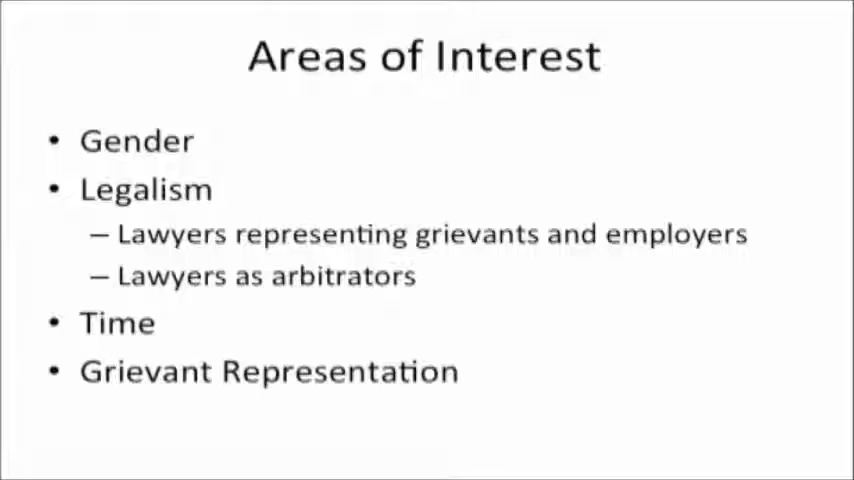 Areas of Interest
• Gender
• Legalism
– Lawyers representing grievants and employers
– Lawyers as arbitrators
• Time
• Grievant Representation